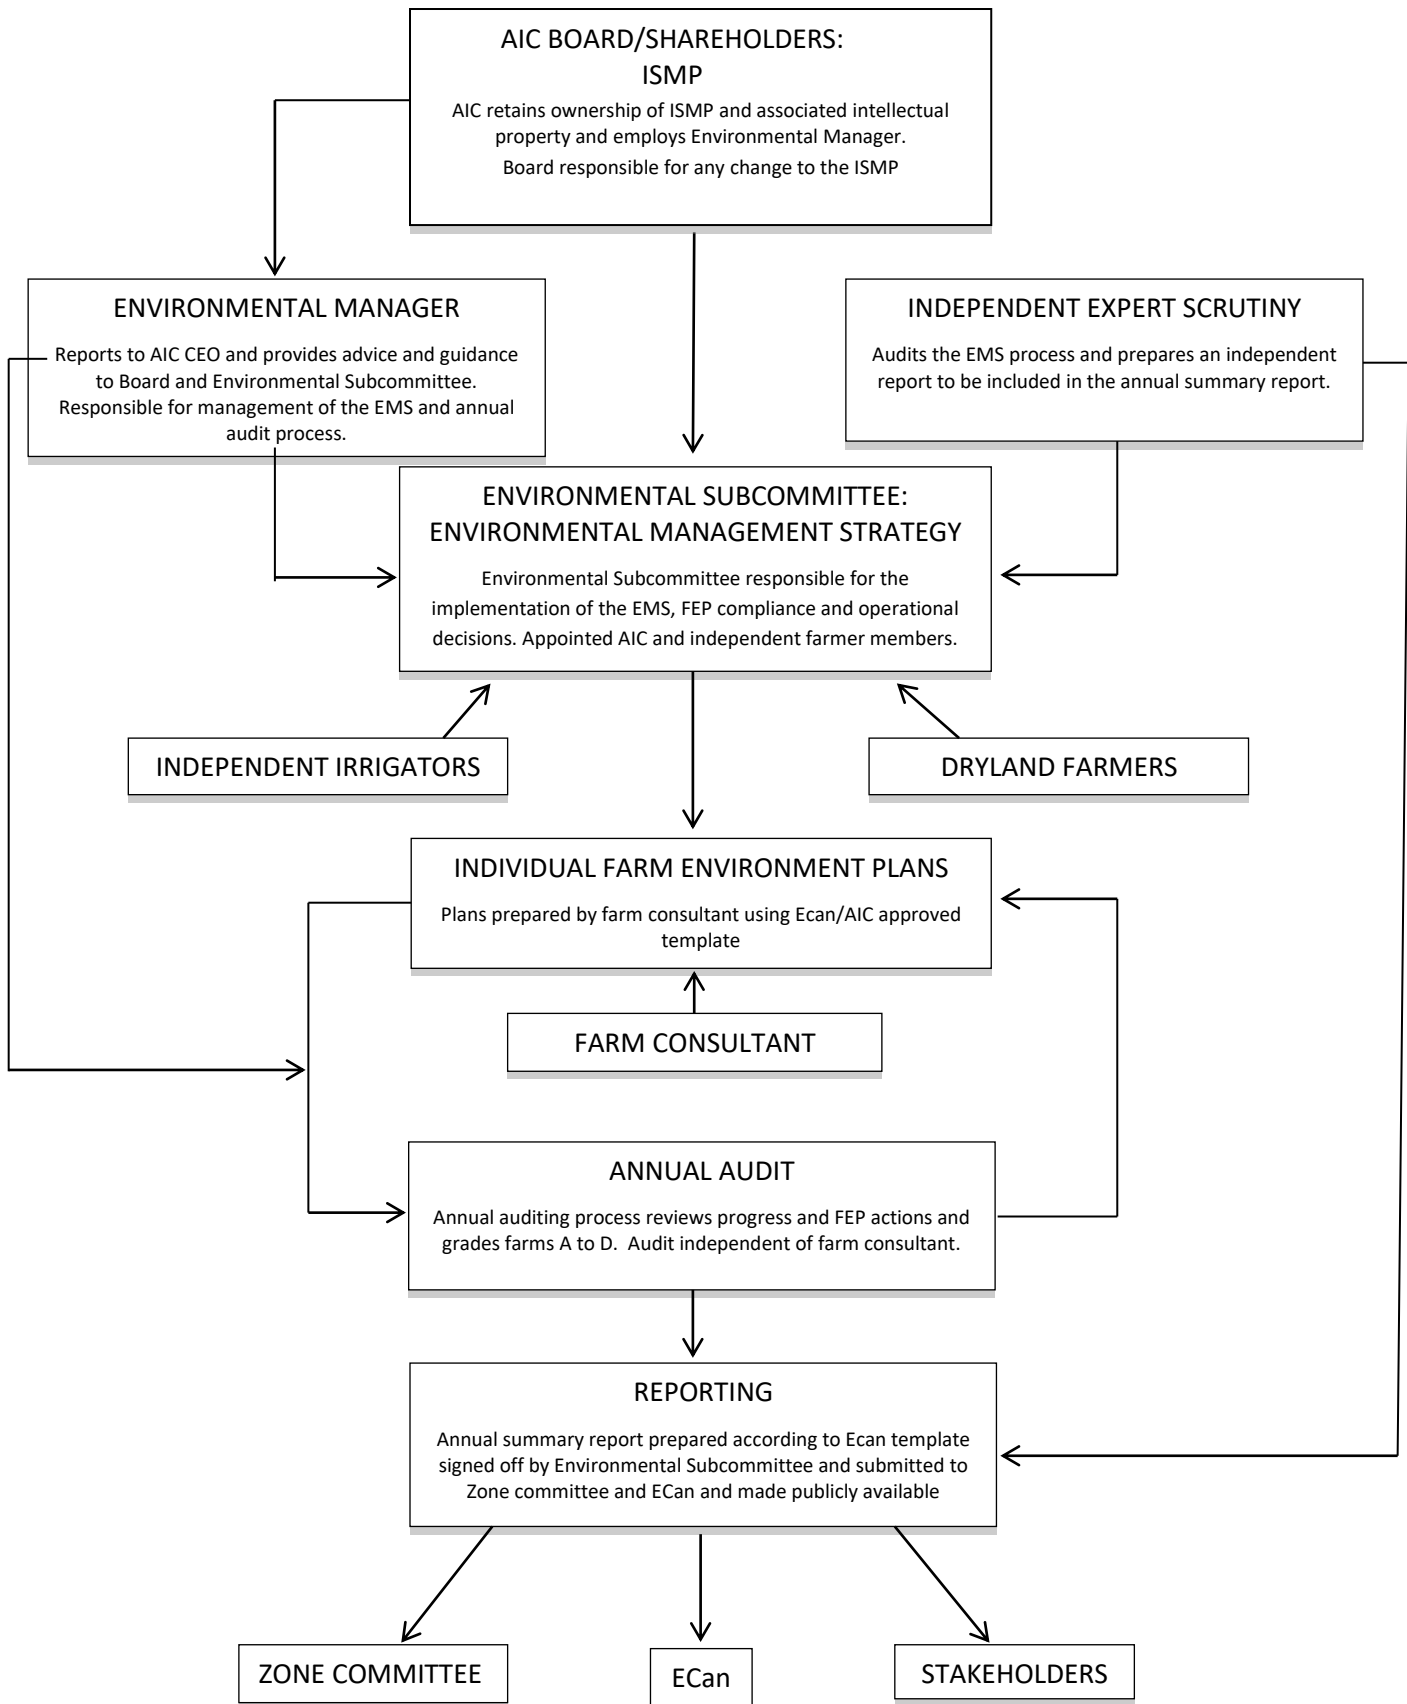 AIC BOARD/SHAREHOLDERS:
ISMP
AIC retains ownership of ISMP and associated intellectual
property and employs Environmental Manager.
Board responsible for any change to the ISMP
ENVIRONMENTAL MANAGER
Reports to AIC CEO and provides advice and guidance
to Board and Environmental Subcommittee.
Responsible for management of the EMS and annual
audit process.
INDEPENDENT EXPERT SCRUTINY
Audits the EMS process and prepares an independent
report to be included in the annual summary report.
ENVIRONMENTAL SUBCOMMITTEE:
ENVIRONMENTAL MANAGEMENT STRATEGY
Environmental Subcommittee responsible for the
implementation of the EMS, FEP compliance and operational
decisions. Appointed AIC and independent farmer members.
INDEPENDENT IRRIGATORS
DRYLAND FARMERS
INDIVIDUAL FARM ENVIRONMENT PLANS
Plans prepared by farm consultant using Ecan/AIC approved
template
FARM CONSULTANT
ANNUAL AUDIT
Annual auditing process reviews progress and FEP actions and
grades farms A to D.  Audit independent of farm consultant.
REPORTING
Annual summary report prepared according to Ecan template
signed off by Environmental Subcommittee and submitted to
Zone committee and ECan and made publicly available
ZONE COMMITTEE
ECan
STAKEHOLDERS